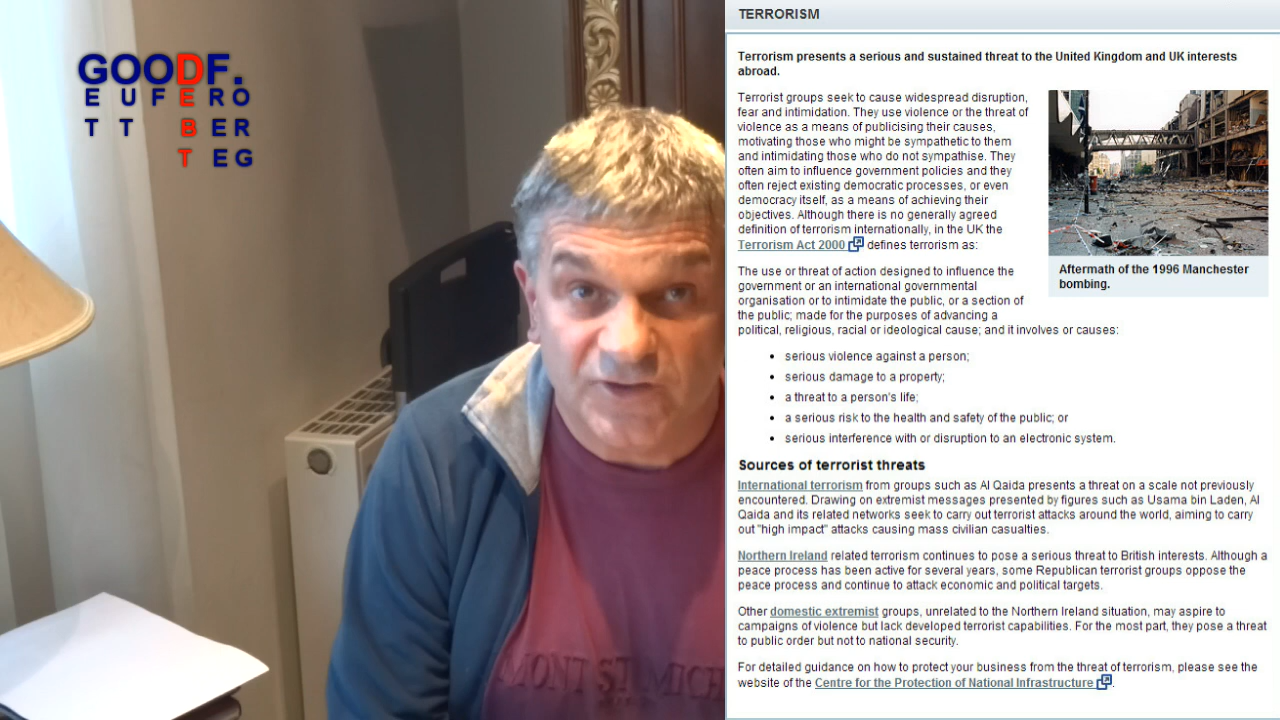 GOODF.
E U F E R O
T T B E R
T E G
TERRORISM
Terrorism presents a serious and sustained threat to the United Kingdom and UK interests
abroad.
Terrorist groups seek to cause widespread disruption,
fear and intimidation. They use violence or the threat of
violence as a means of publicising their causes,
motivating those who might be sympathetic to them
and intimidating those who do not sympathise. They
often aim to influence government policies and they
often reject existing democratic processes, or even
democracy itself, as a means of achieving their
objectives. Although there is no generally agreed
definition of terrorism internationally, in the UK the
Terrorism Act 2000 defines terrorism as:
Aftermath of the 1996 Manchester
bombing.
The use or threat of action designed to influence the
government or an international governmental
organisation or to intimidate the public, or a section of
the public; made for the purposes of advancing a
political, religious, racial or ideological cause; and it involves or causes:
• serious violence against a person;
• serious damage to a property;
• a threat to a person's life;
• a serious risk to the health and safety of the public; or
• serious interference with or disruption to an electronic system.
Sources of terrorist threats
International terrorism from groups such as Al Qaida presents a threat on a scale not previously
encountered. Drawing on extremist messages presented by figures such as Usama bin Laden, Al
Qaida and its related networks seek to carry out terrorist attacks around the world, aiming to carry
out "high impact" attacks causing mass civilian casualties.
Northern Ireland related terrorism continues to pose a serious threat to British interests. Although a
peace process has been active for several years, some Republican terrorist groups oppose the
peace process and continue to attack economic and political targets.
Other domestic extremist groups, unrelated to the Northern Ireland situation, may aspire to
campaigns of violence but lack developed terrorist capabilities. For the most part, they pose a threat
to public order but not to national security.
For detailed guidance on how to protect your business from the threat of terrorism, please see the
website of the Centre for the Protection of National Infrastructure.
MONT ST MICH